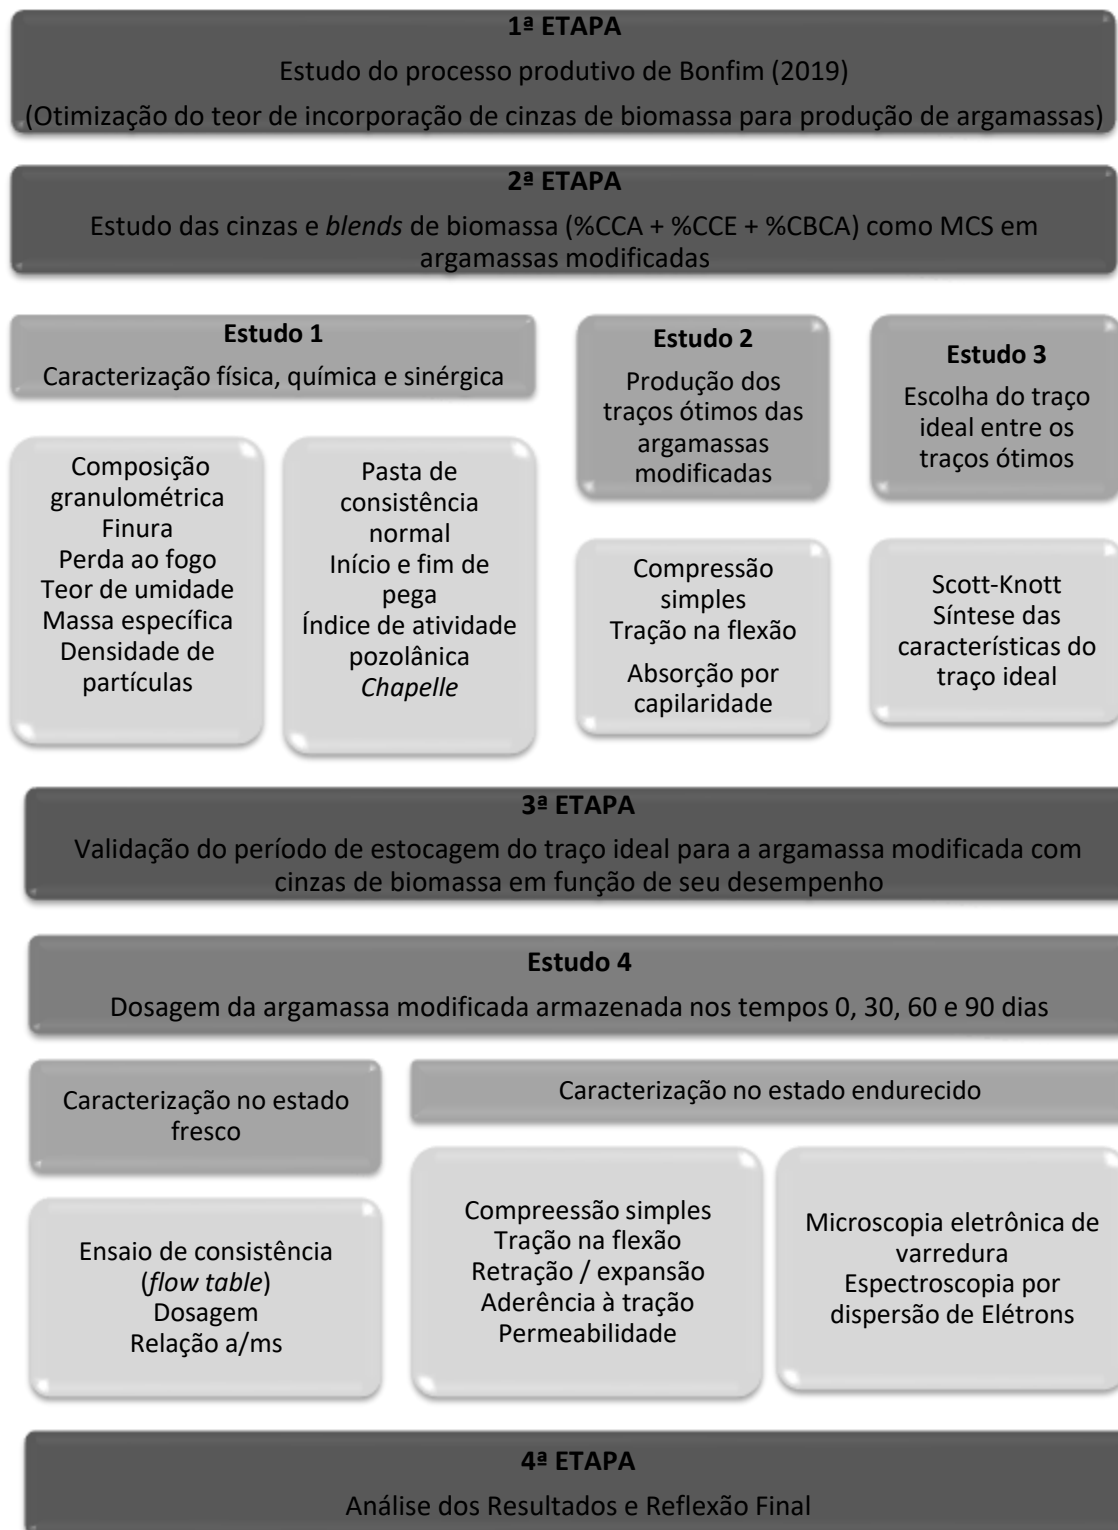 1ª ETAPA
Estudo do processo produtivo de Bonfim (2019)
(Otimização do teor de incorporação de cinzas de biomassa para produção de argamassas)
2ª ETAPA
Estudo das cinzas e blends de biomassa (%CCA + %CCE + %CBCA) como MCS em
argamassas modificadas
Estudo 1
Caracterização física, química e sinérgica
Composição
granulométrica
Finura
Perda ao fogo
Teor de umidade
Massa específica
Densidade de
partículas
Pasta de
consistência
normal
Início e fim de
pega
Índice de atividade
pozolânica
Chapelle
Estudo 2
Produção dos
traços ótimos das
argamassas
modificadas
Compressão
simples
Tração na flexão
Absorção por
capilaridade
Estudo 3
Escolha do traço
ideal entre os
traços ótimos
Scott-Knott
Síntese das
características do
traço ideal
3ª ETAPA
Validação do período de estocagem do traço ideal para a argamassa modificada com
cinzas de biomassa em função de seu desempenho
Estudo 4
Dosagem da argamassa modificada armazenada nos tempos 0, 30, 60 e 90 dias
Caracterização no estado
fresco
Ensaio de consistência
(flow table)
Dosagem
Relação a/ms
Caracterização no estado endurecido
Compreessão simples
Tração na flexão
Retração / expansão
Aderência à tração
Permeabilidade
Microscopia eletrônica de
varredura
Espectroscopia por
dispersão de Elétrons
4ª ETAPA
Análise dos Resultados e Reflexão Final